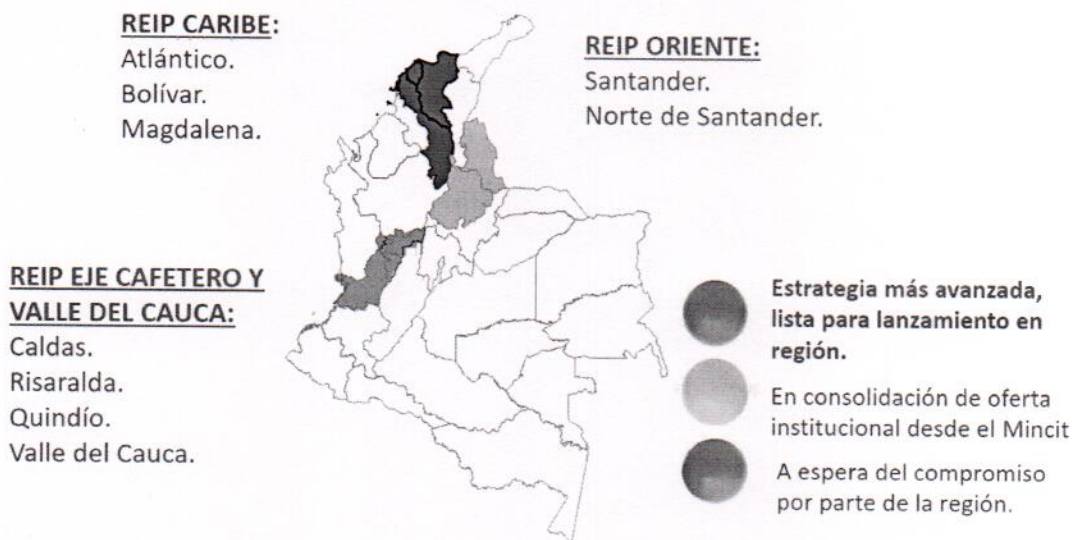 REIP CARIBE:
Atlántico.
Bolívar.
Magdalena.
REIP ORIENTE:
Santander.
Norte de Santander.
REIP EJE CAFETERO Y
VALLE DEL CAUCA:
Caldas.
Risaralda.
Quindío.
Valle del Cauca.
Estrategia más avanzada,
lista para lanzamiento en
región.
En consolidación de oferta
institucional desde el Mincit
A espera del compromiso
por parte de la región.